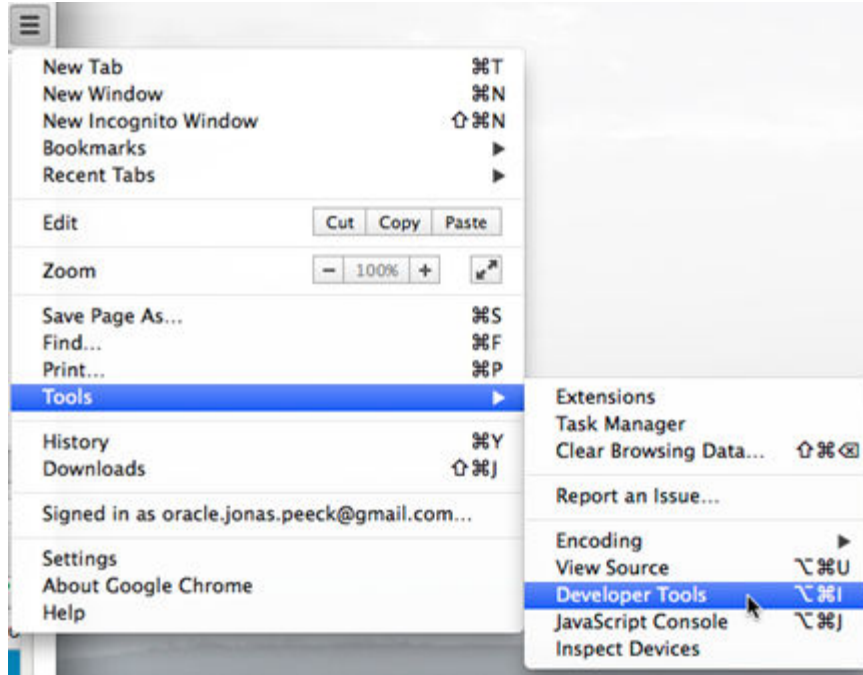 New Tab ⌘T
New Window ⌘N
New Incognito Window ⇧⌘N
Bookmarks ▶
Recent Tabs ▶
Edit Cut Copy Paste
Zoom − 100% +
Save Page As... ⌘S
Find... ⌘F
Print... ⌘P
Tools ▶
History ⌘Y
Downloads ⇧⌘J
Signed in as oracle.jonas.peeck@gmail.com...
Settings
About Google Chrome
Help
Extensions
Task Manager
Clear Browsing Data... ⇧⌘⌫
Report an Issue...
Encoding ▶
View Source ⌥⌘U
Developer Tools ⌥⌘I
JavaScript Console ⌥⌘J
Inspect Devices